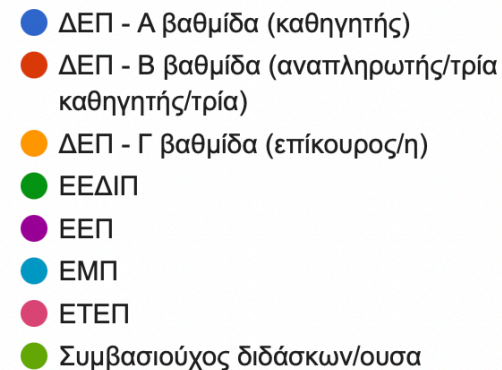 ΔΕΠ - Α βαθμίδα (καθηγητής)
ΔΕΠ - Β βαθμίδα (αναπληρωτής/τρία
καθηγητής/τρία)
ΔΕΠ - Γ βαθμίδα (επίκουρος/η)
ΕΕΔΙΠ
ΕΕΠ
ΕΜΠ
ΕΤΕΠ
Συμβασιούχος διδάσκων/ουσα